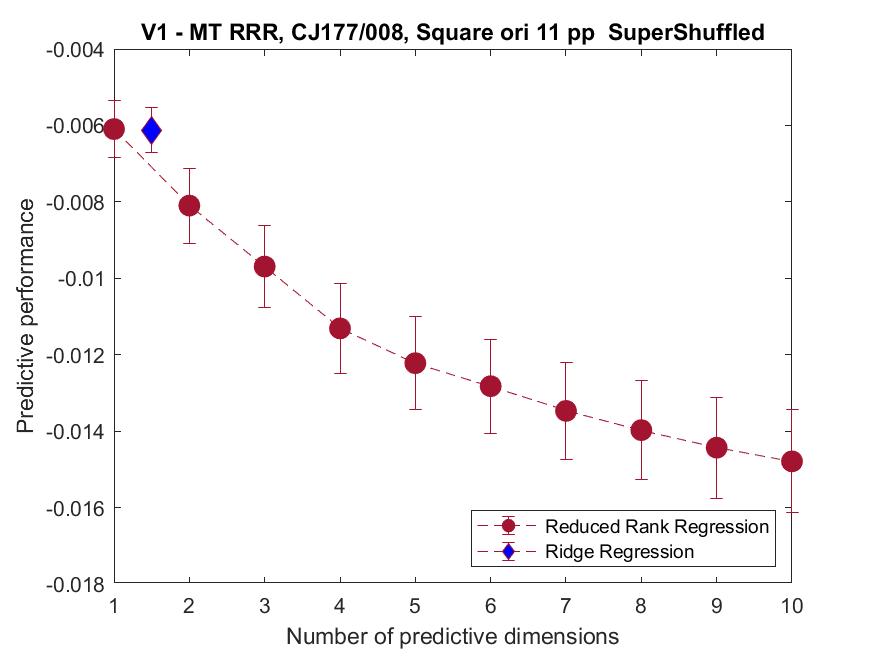 V1 - MT RRR, CJ177/008, Square ori 11 pp  SuperShuffled
-0.004
-0.006
-0.008
-0.01
-0.012
-0.014
-0.016
-0.018
Predictive performance
Reduced Rank Regression
Ridge Regression
1 2 3 4 5 6 7 8 9 10
Number of predictive dimensions